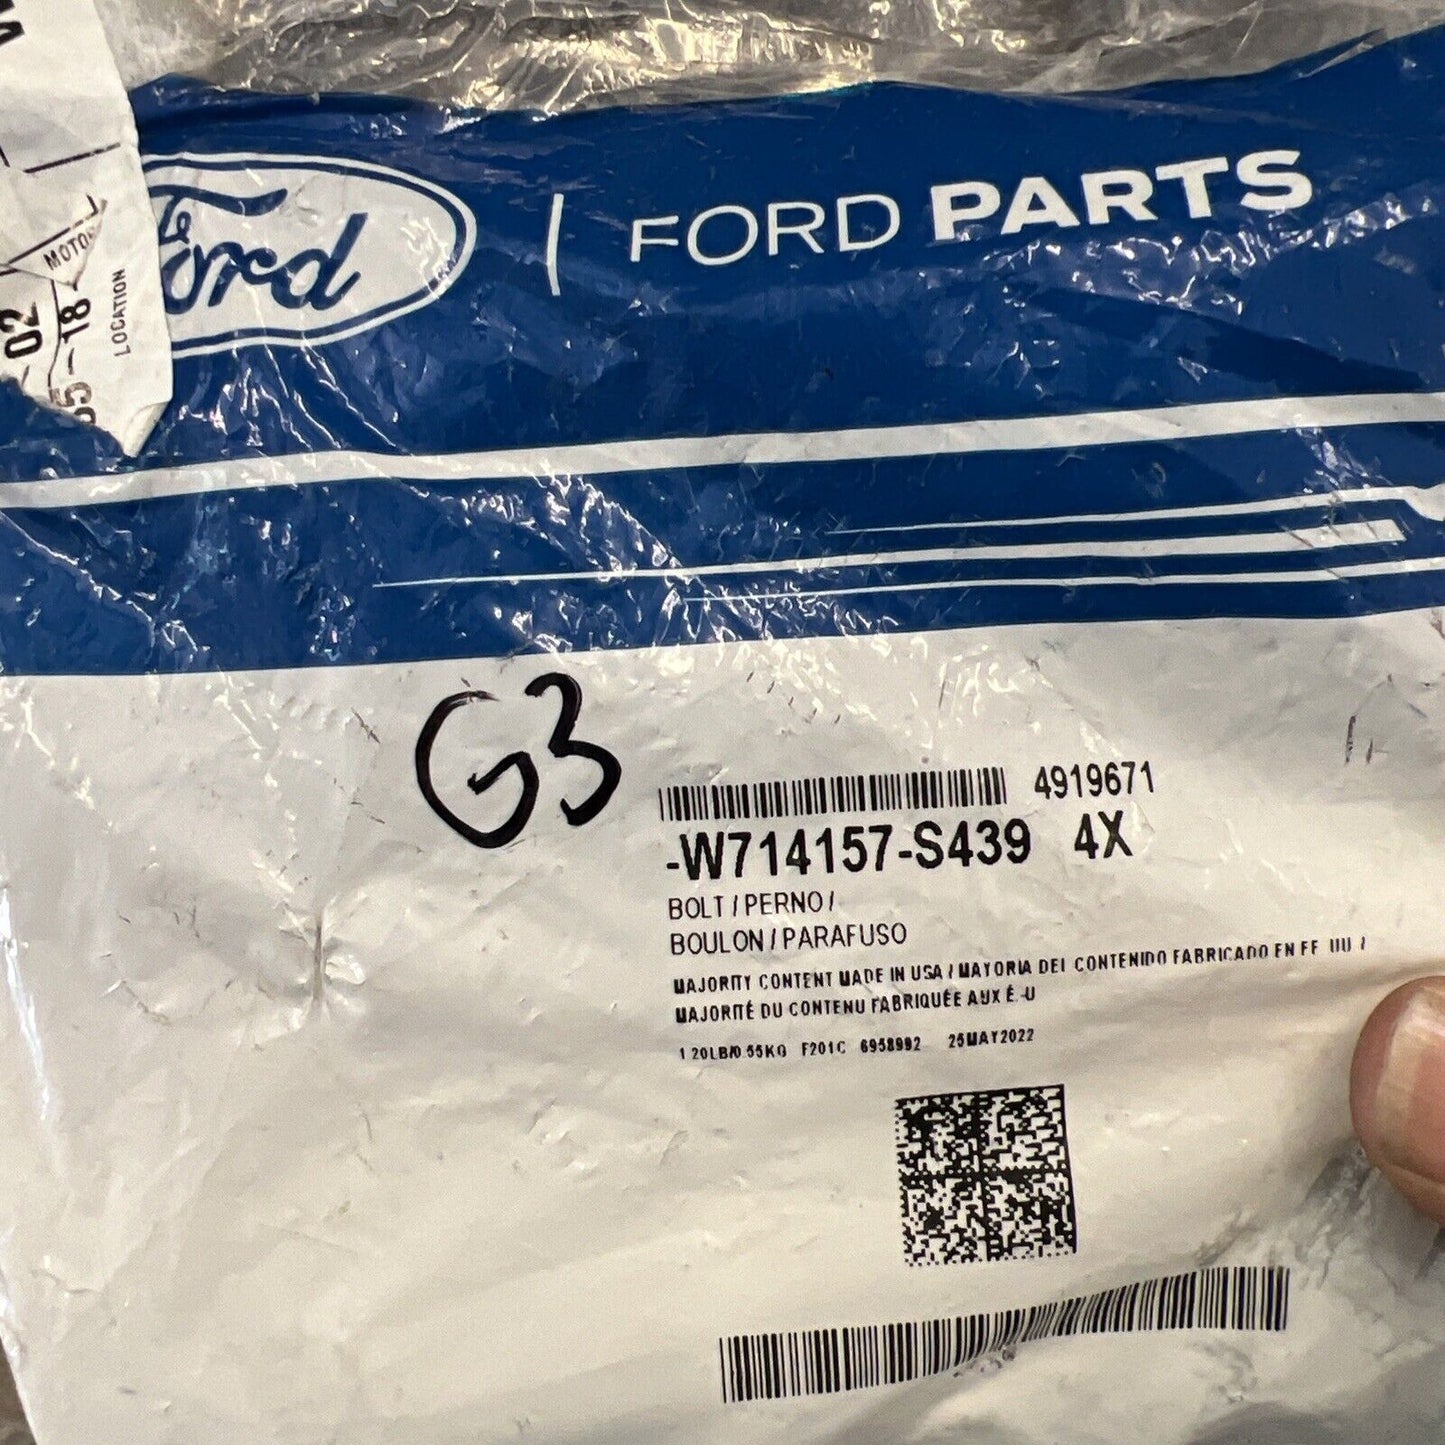 MOTOR
02
55-18
LOCATION
Ford
FORD PARTS
G3
4919671
-W714157-S439 4X
BOLT / PERNO /
BOULON / PARAFUSO
MAJORITY CONTENT MADE IN USA / MAYORIA DEL CONTENIDO FABRICADO EN EE. UU. /
MAJORITÉ DU CONTENU FABRIQUÉE AUX É.-U
1.20LB/0.55KG F201C 6958992 25MAY2022